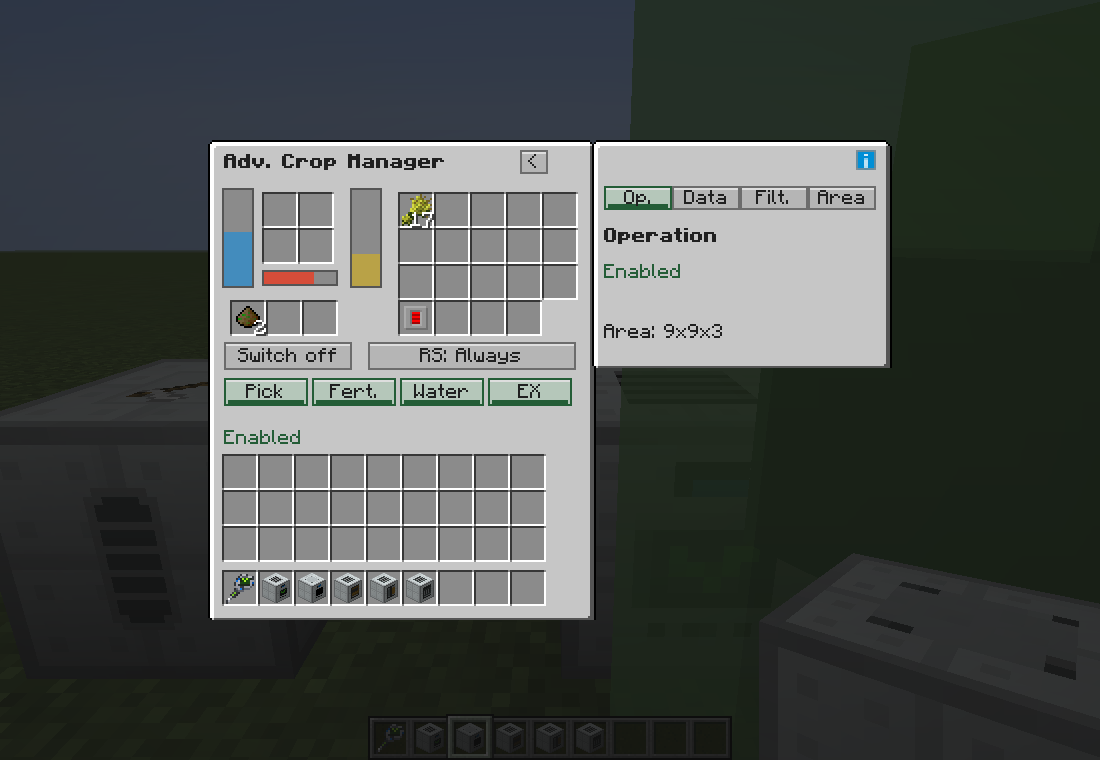 Adv. Crop Manager <
i
Op. Data Filt. Area
17
Operation
Enabled
2
Area: 9x9x3
Switch off RS: Always
Pick Fert. Water EX
Enabled